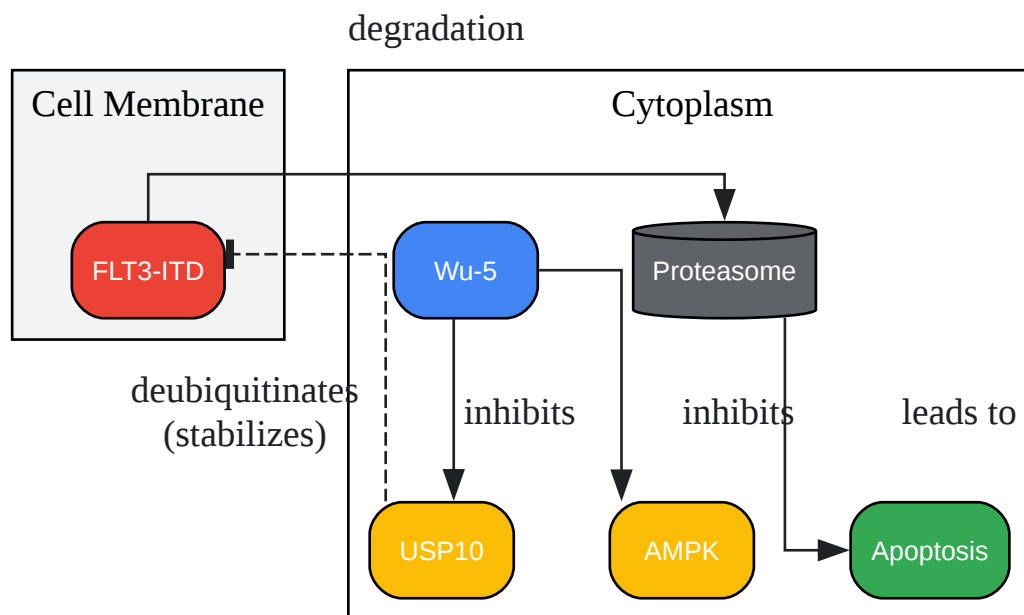 degradation
Cell Membrane
Cytoplasm
FLT3-ITD
Wu-5
Proteasome
deubiquitinates
(stabilizes)
inhibits
inhibits
leads to
USP10
AMPK
Apoptosis